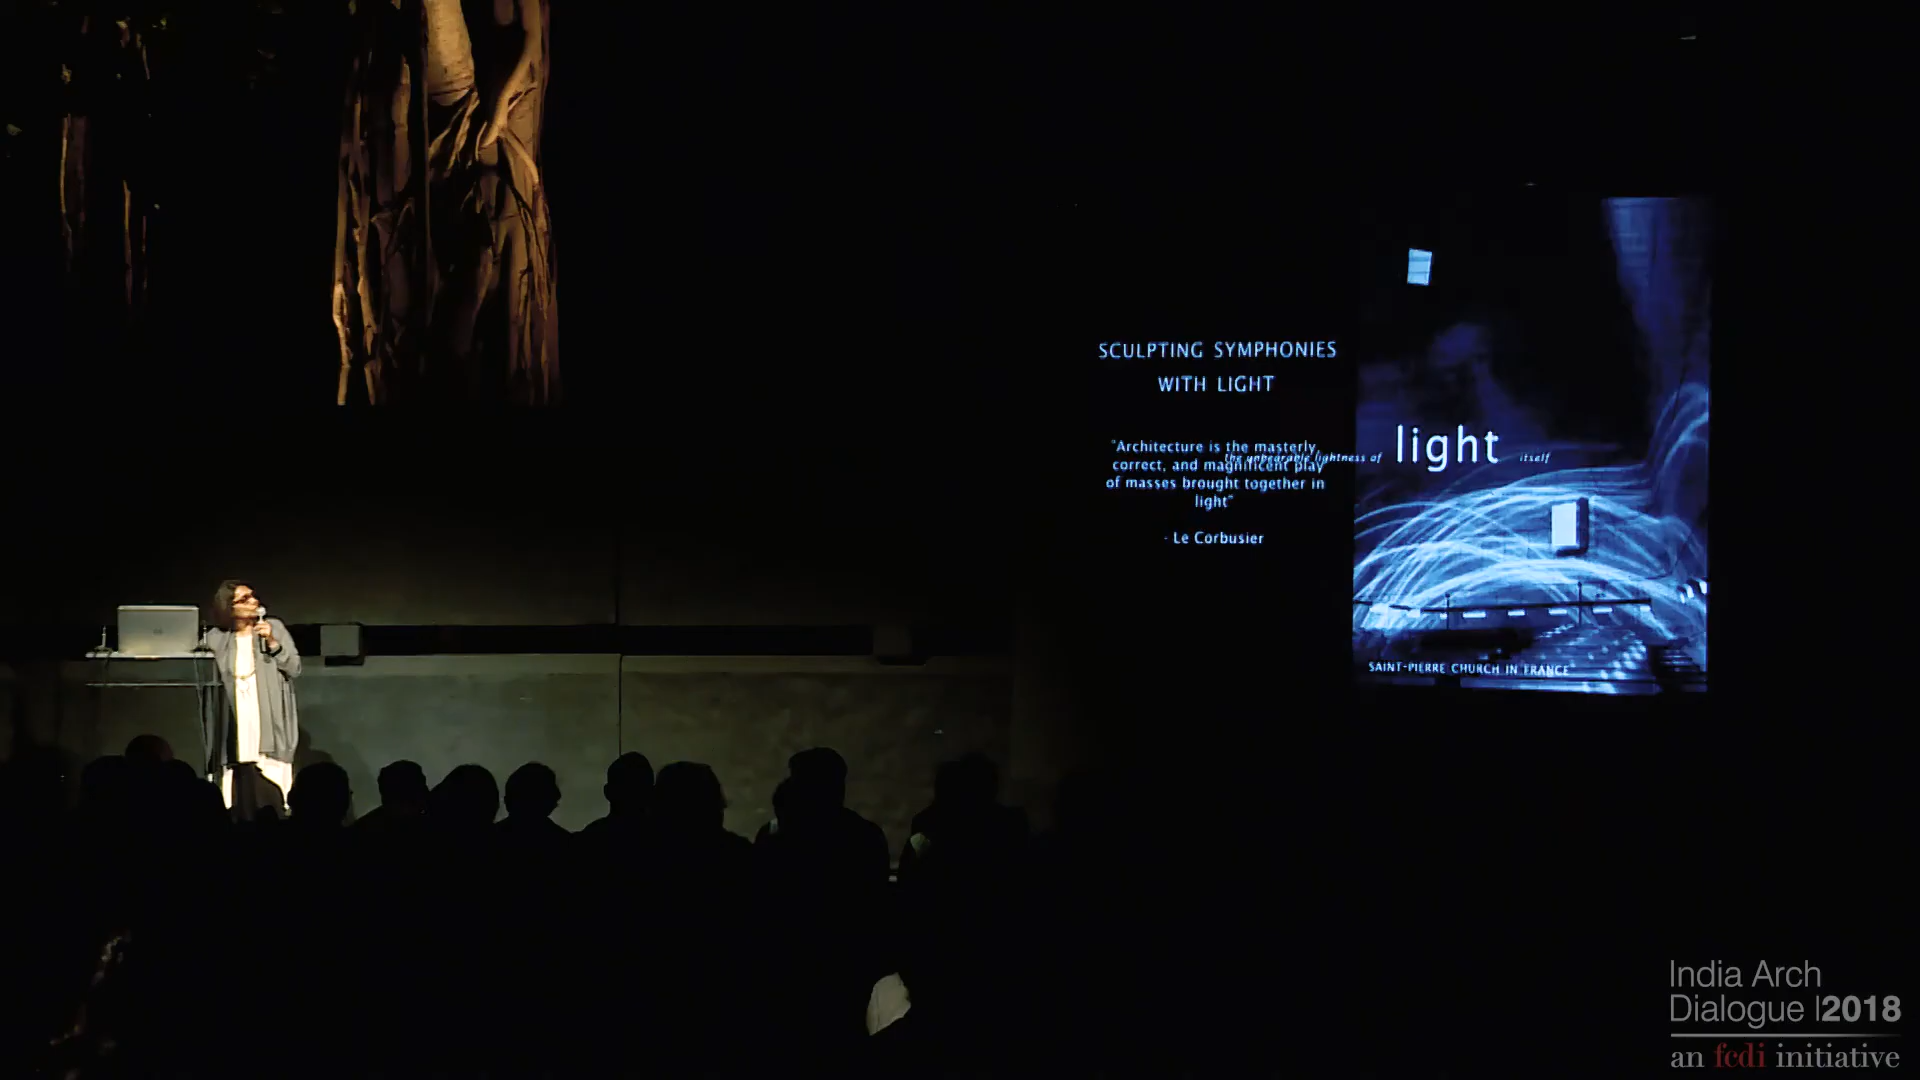 SCULPTING SYMPHONIES
WITH LIGHT
"Architecture is the masterly,
correct, and magnificent play
of masses brought together in
light"
- Le Corbusier
the unbearable lightness of light itself
SAINT-PIERRE CHURCH IN FRANCE
India Arch
Dialogue |2018
an fcdi initiative